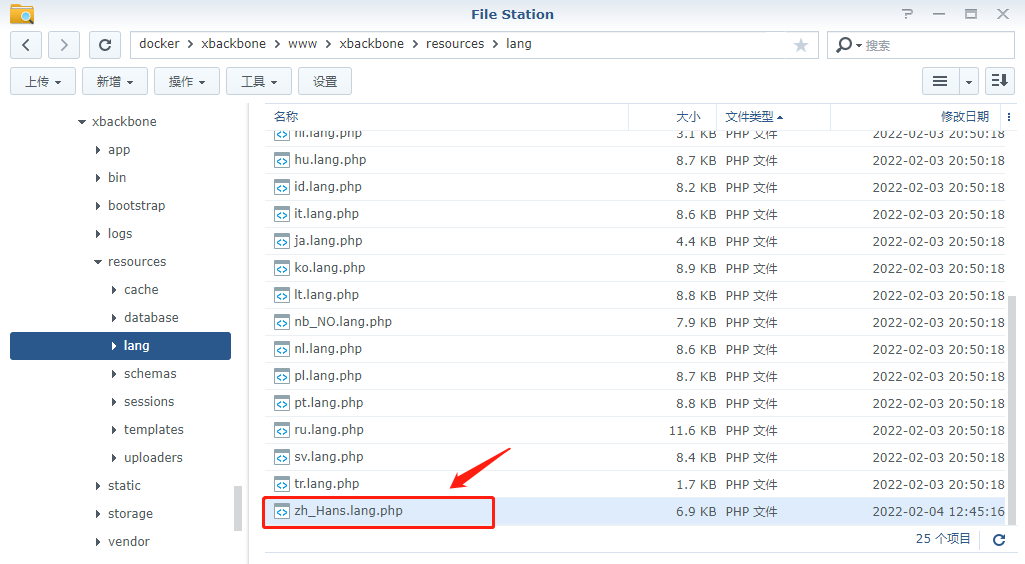 File Station
docker xbackbone www xbackbone resources lang
搜索
上传 新增 操作 工具 设置
xbackbone
app
bin
bootstrap
logs
resources
cache
database
lang
schemas
sessions
templates
uploaders
static
storage
vendor
名称 大小 文件类型 修改日期
3.1 KB PHP 文件 2022-02-03 20:50:18
hu.lang.php 8.7 KB PHP 文件 2022-02-03 20:50:18
id.lang.php 8.2 KB PHP 文件 2022-02-03 20:50:18
it.lang.php 8.6 KB PHP 文件 2022-02-03 20:50:18
ja.lang.php 4.4 KB PHP 文件 2022-02-03 20:50:18
ko.lang.php 8.9 KB PHP 文件 2022-02-03 20:50:18
lt.lang.php 8.8 KB PHP 文件 2022-02-03 20:50:18
nb_NO.lang.php 7.9 KB PHP 文件 2022-02-03 20:50:18
nl.lang.php 8.6 KB PHP 文件 2022-02-03 20:50:18
pl.lang.php 8.7 KB PHP 文件 2022-02-03 20:50:18
pt.lang.php 8.8 KB PHP 文件 2022-02-03 20:50:18
ru.lang.php 11.6 KB PHP 文件 2022-02-03 20:50:18
sv.lang.php 8.4 KB PHP 文件 2022-02-03 20:50:18
tr.lang.php 1.7 KB PHP 文件 2022-02-03 20:50:18
zh_Hans.lang.php 6.9 KB PHP 文件 2022-02-04 12:45:16
25 个项目